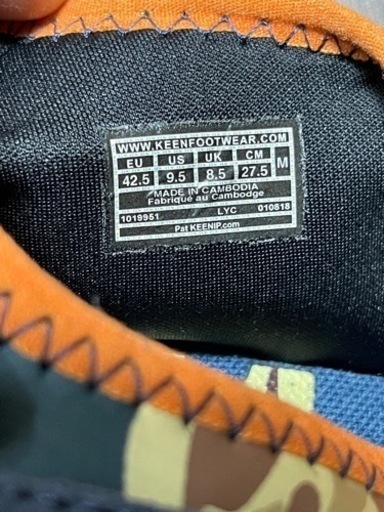 WWW.KEENFOOTWEAR.COM
EU US UK CM M
42.5 9.5 8.5 27.5
MADE IN CAMBODIA
Fabriqué au Cambodge
1019951 LYC 010818
Pat KEENIP.com